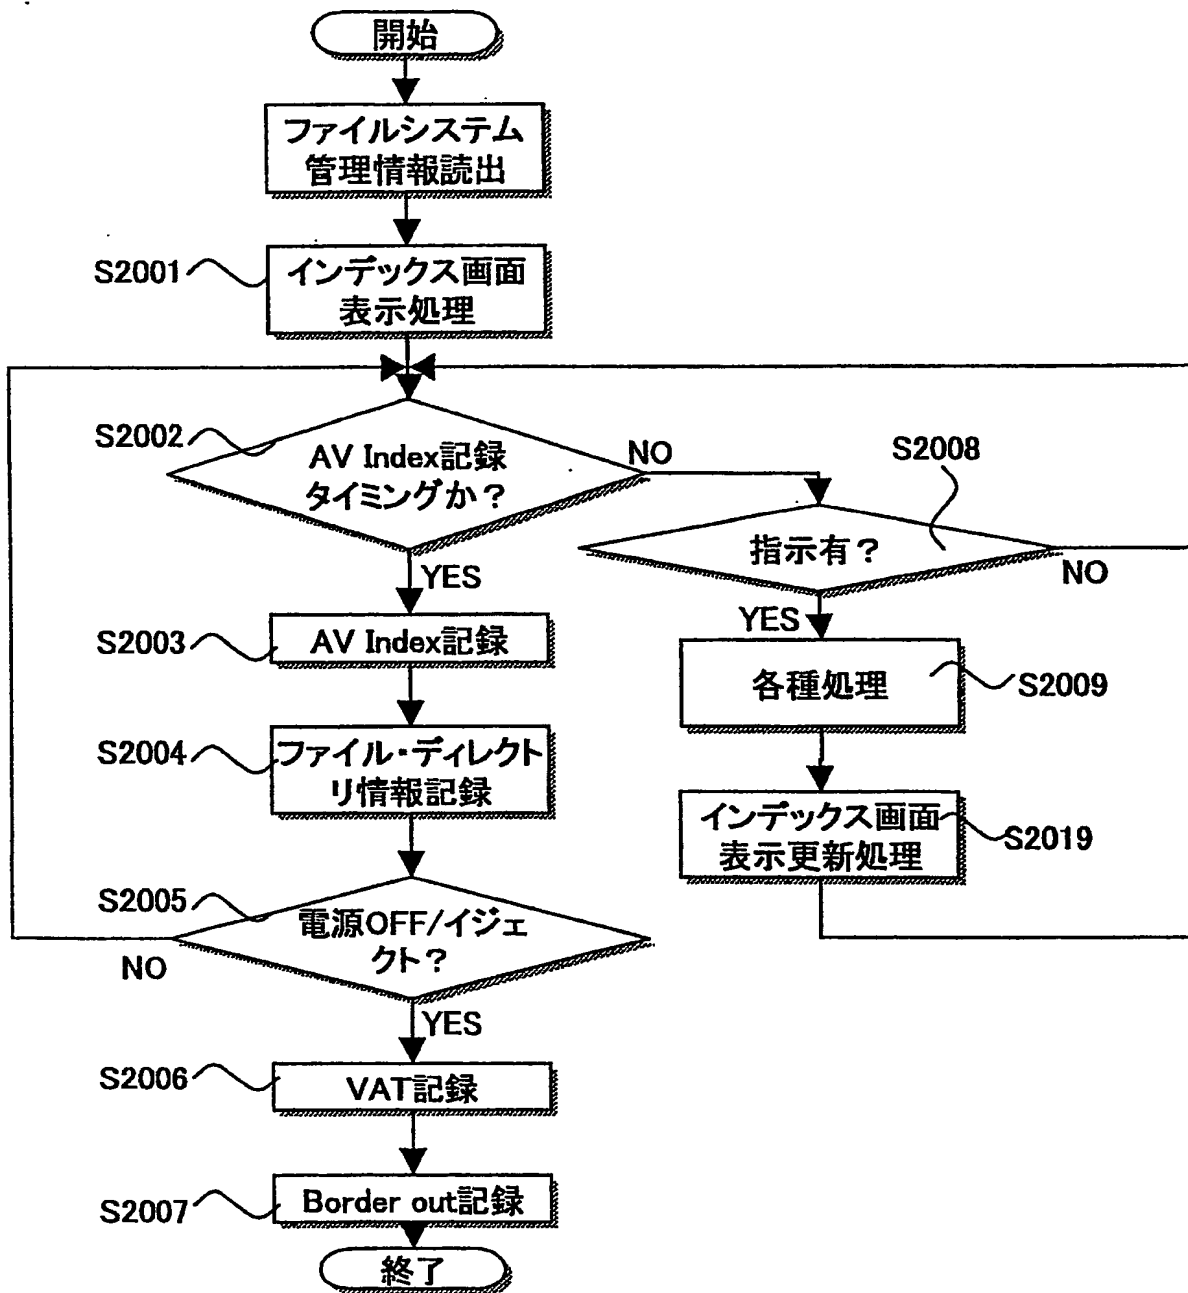 開始
ファイルシステム
管理情報読出
S2001
インデックス画面
表示処理
S2002
AV Index記録
タイミングか？
NO
S2008
指示有？
NO
YES
YES
S2003
AV Index記録
各種処理
S2009
S2004
ファイル・ディレクト
リ情報記録
インデックス画面
表示更新処理
S2019
S2005
電源OFF/イジェ
クト？
NO
YES
S2006
VAT記録
S2007
Border out記録
終了